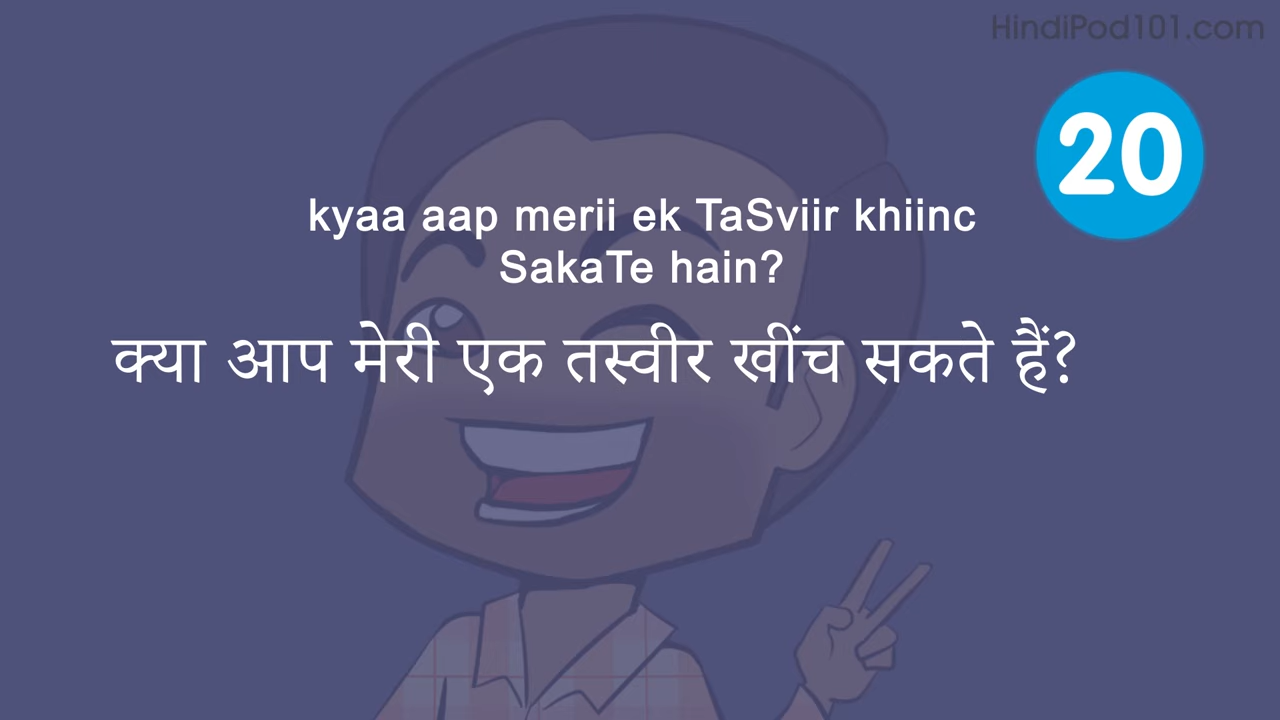 HindiPod101.com
20
kyaa aap merii ek TaSviir khiinc
SakaTe hain?
क्या आप मेरी एक तस्वीर खींच सकते हैं?